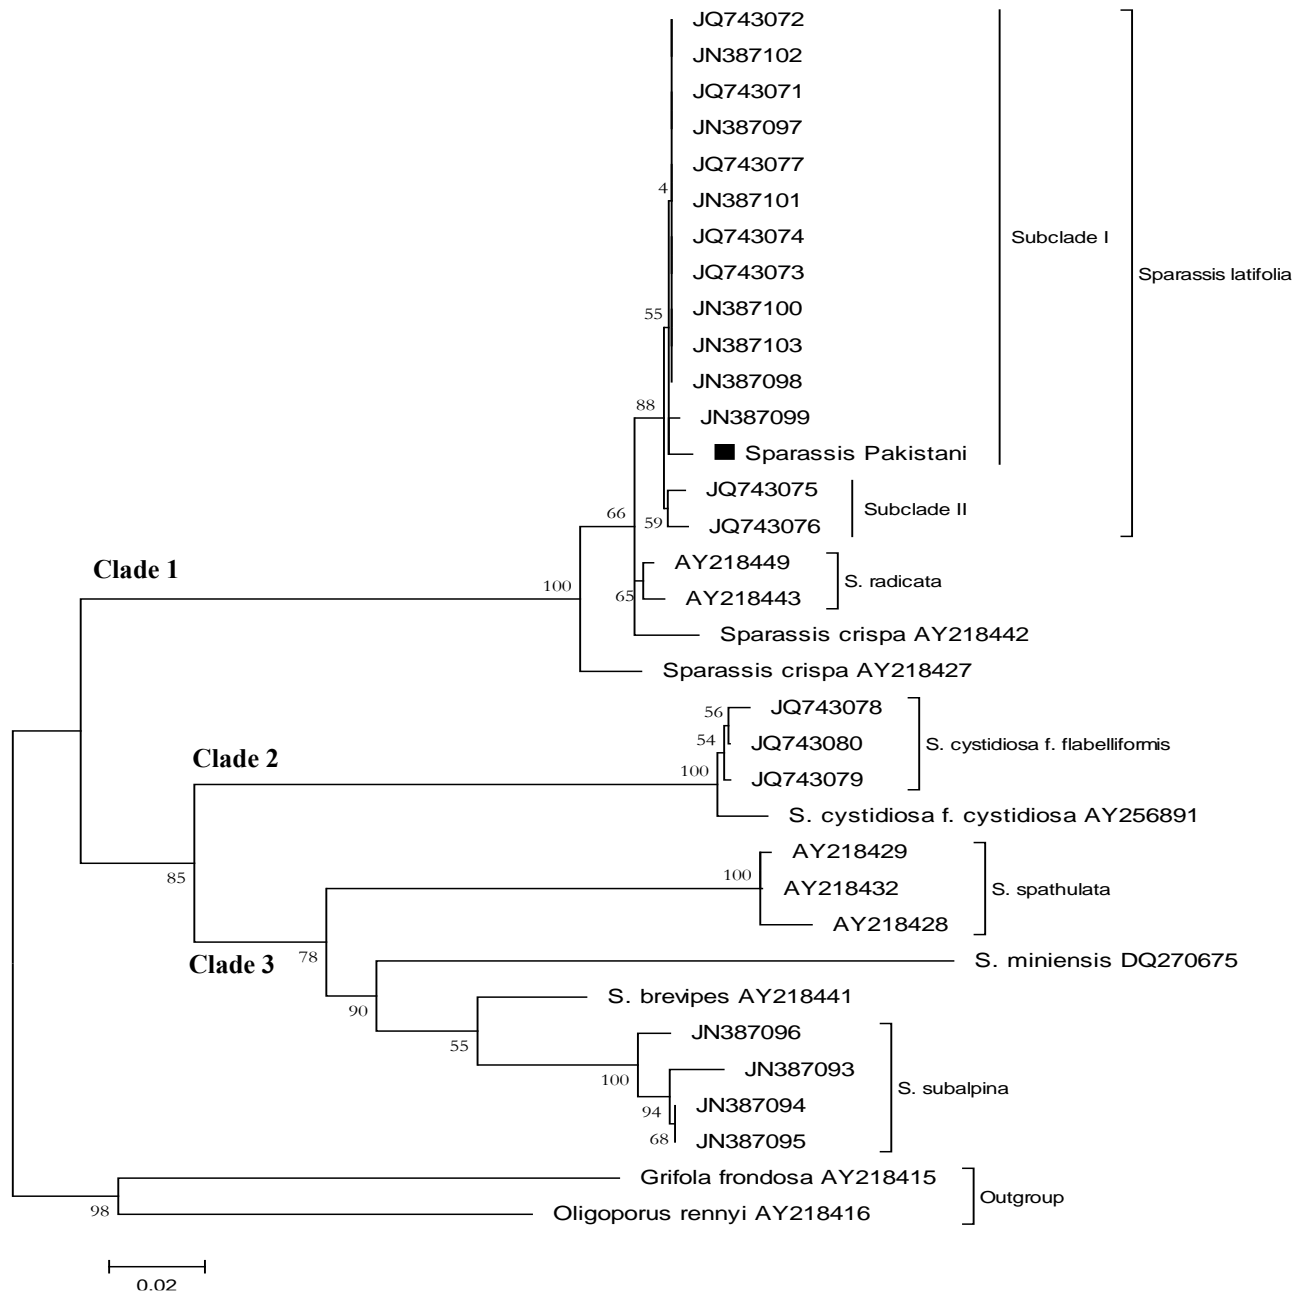 JQ743072
JN387102
JQ743071
JN387097
JQ743077
4
JN387101
JQ743074
Subclade I
JQ743073
Sparassis latifolia
JN387100
55
JN387103
JN387098
88
JN387099
Sparassis Pakistani
JQ743075
Subclade II
66
59
JQ743076
Clade 1
AY218449
S. radicata
100
65
AY218443
Sparassis crispa AY218442
Sparassis crispa AY218427
56
JQ743078
54
JQ743080
S. cystidiosa f. flabelliformis
Clade 2
100
JQ743079
S. cystidiosa f. cystidiosa AY256891
AY218429
85
100
AY218432
S. spathulata
AY218428
Clade 3
78
S. miniensis DQ270675
90
S. brevipes AY218441
55
JN387096
100
JN387093
S. subalpina
94
JN387094
68
JN387095
Grifola frondosa AY218415
Outgroup
98
Oligoporus rennyi AY218416
0.02